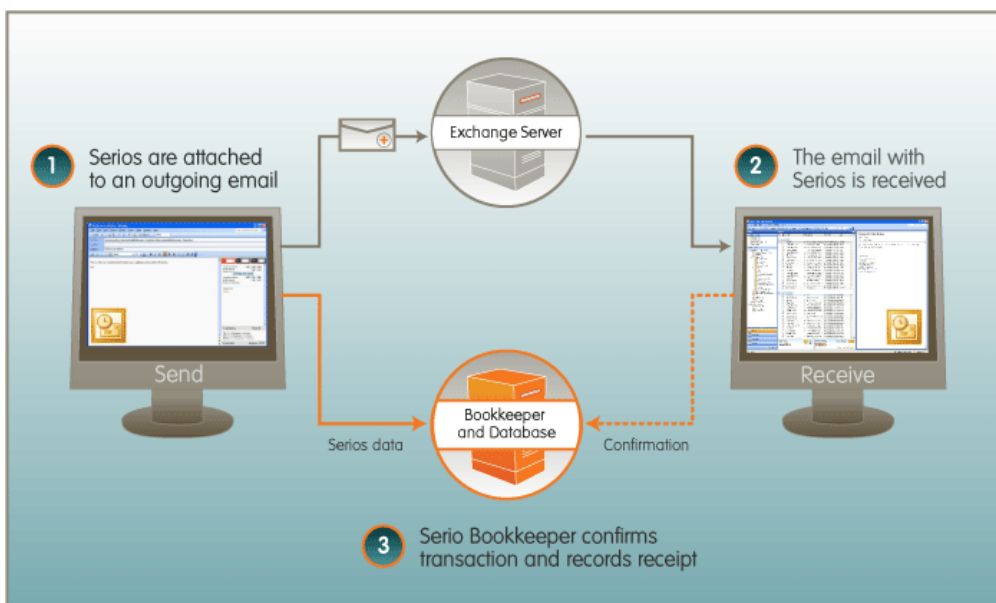 1
Serios are attached
to an outgoing email
Exchange Server
2
The email with
Serios is received
Send
Receive
Bookkeeper
and Database
Serios data
Confirmation
3
Serio Bookkeeper confirms
transaction and records receipt